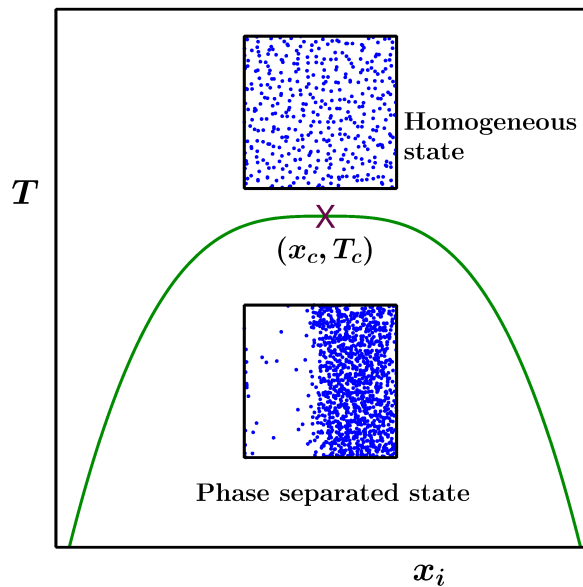 Homogeneous
state
T
X
(x_c, T_c)
Phase separated state
x_i